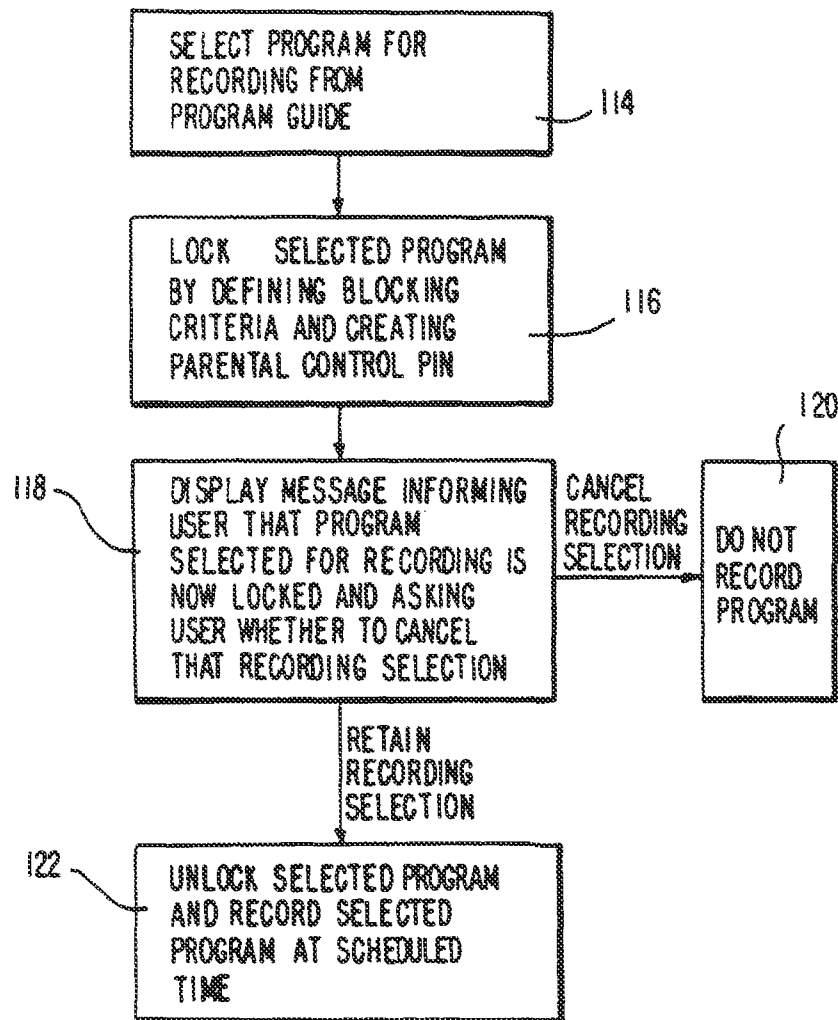 SELECT PROGRAM FOR
RECORDING FROM
PROGRAM GUIDE
114
LOCK SELECTED PROGRAM
BY DEFINING BLOCKING
CRITERIA AND CREATING
PARENTAL CONTROL PIN
116
120
118
DISPLAY MESSAGE INFORMING
USER THAT PROGRAM
SELECTED FOR RECORDING IS
NOW LOCKED AND ASKING
USER WHETHER TO CANCEL
THAT RECORDING SELECTION
CANCEL
RECORDING
SELECTION
DO NOT
RECORD
PROGRAM
RETAIN
RECORDING
SELECTION
122
UNLOCK SELECTED PROGRAM
AND RECORD SELECTED
PROGRAM AT SCHEDULED
TIME